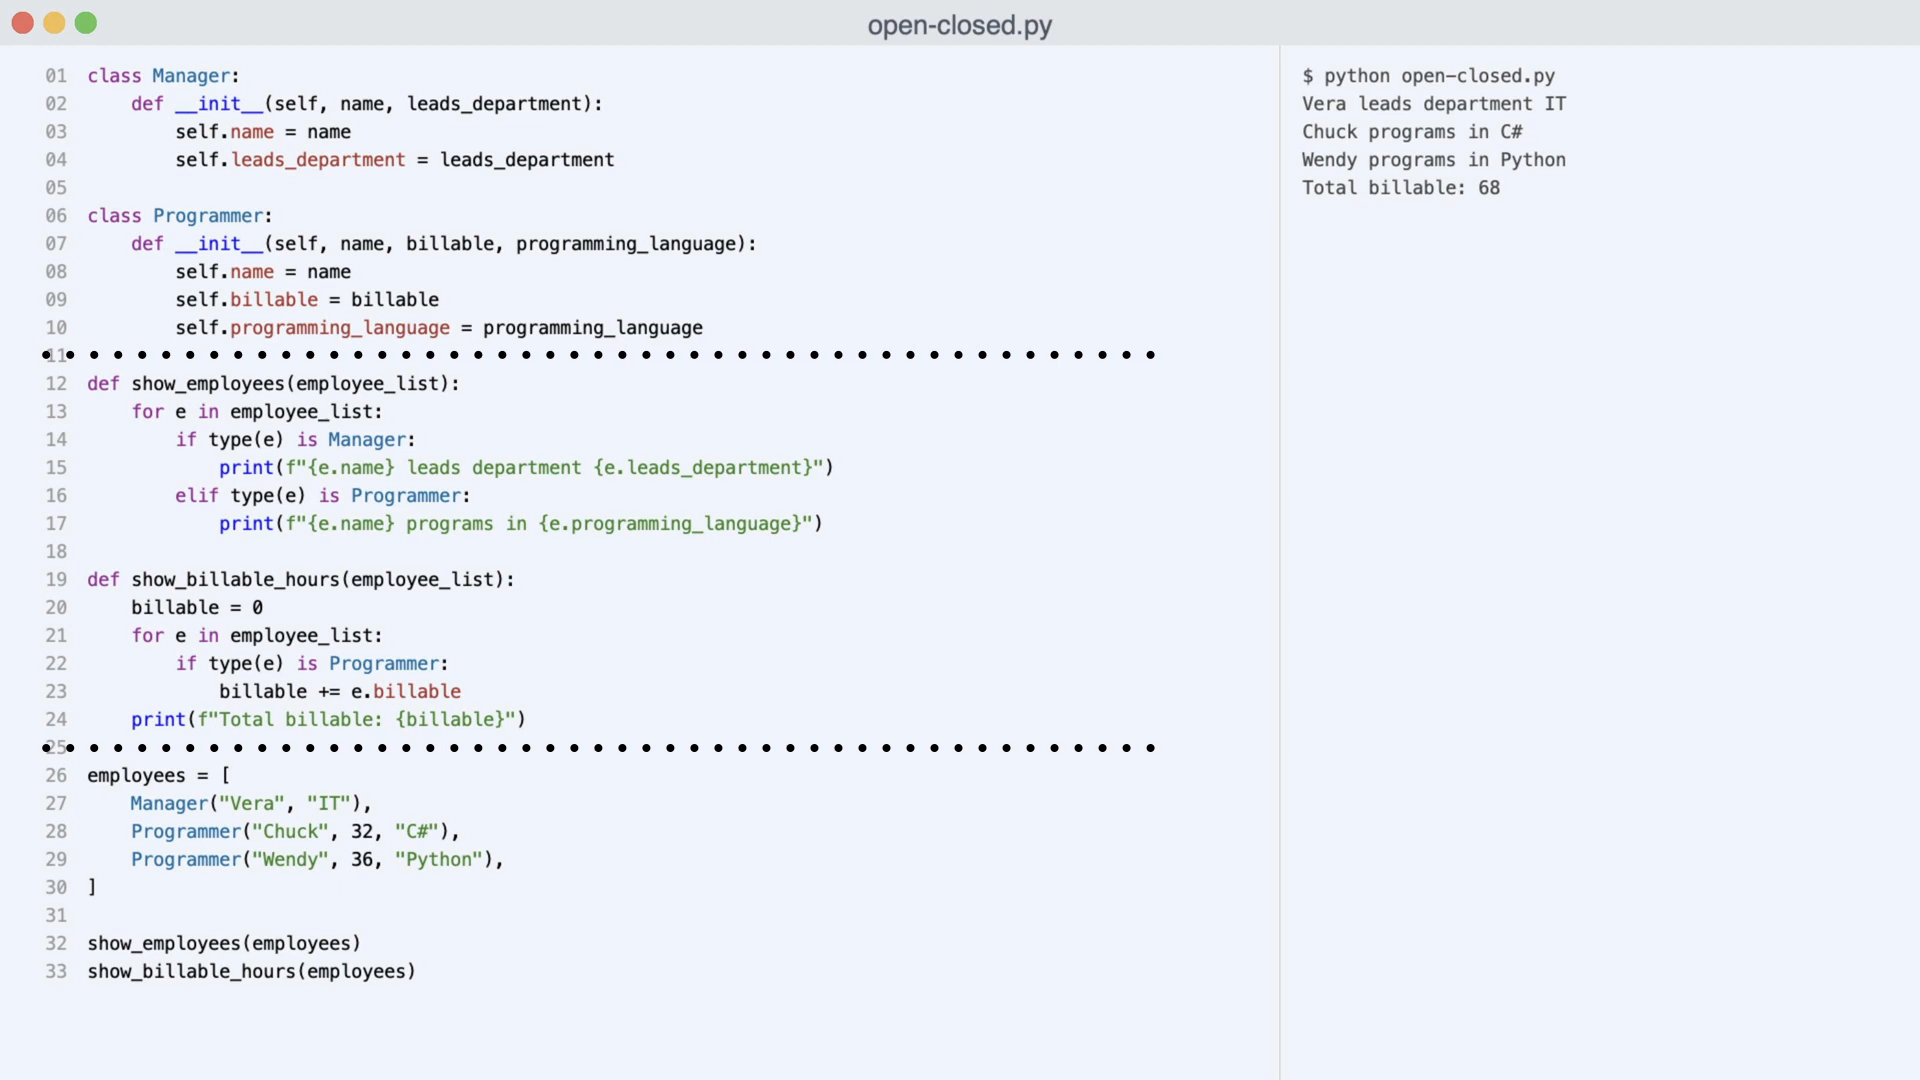 open-closed.py
01 class Manager:
02     def __init__(self, name, leads_department):
03         self.name = name
04         self.leads_department = leads_department
05
06 class Programmer:
07     def __init__(self, name, billable, programming_language):
08         self.name = name
09         self.billable = billable
10         self.programming_language = programming_language
11
12 def show_employees(employee_list):
13     for e in employee_list:
14         if type(e) is Manager:
15             print(f"{e.name} leads department {e.leads_department}")
16         elif type(e) is Programmer:
17             print(f"{e.name} programs in {e.programming_language}")
18
19 def show_billable_hours(employee_list):
20     billable = 0
21     for e in employee_list:
22         if type(e) is Programmer:
23             billable += e.billable
24     print(f"Total billable: {billable}")
25
26 employees = [
27     Manager("Vera", "IT"),
28     Programmer("Chuck", 32, "C#"),
29     Programmer("Wendy", 36, "Python"),
30 ]
31
32 show_employees(employees)
33 show_billable_hours(employees)
$ python open-closed.py
Vera leads department IT
Chuck programs in C#
Wendy programs in Python
Total billable: 68